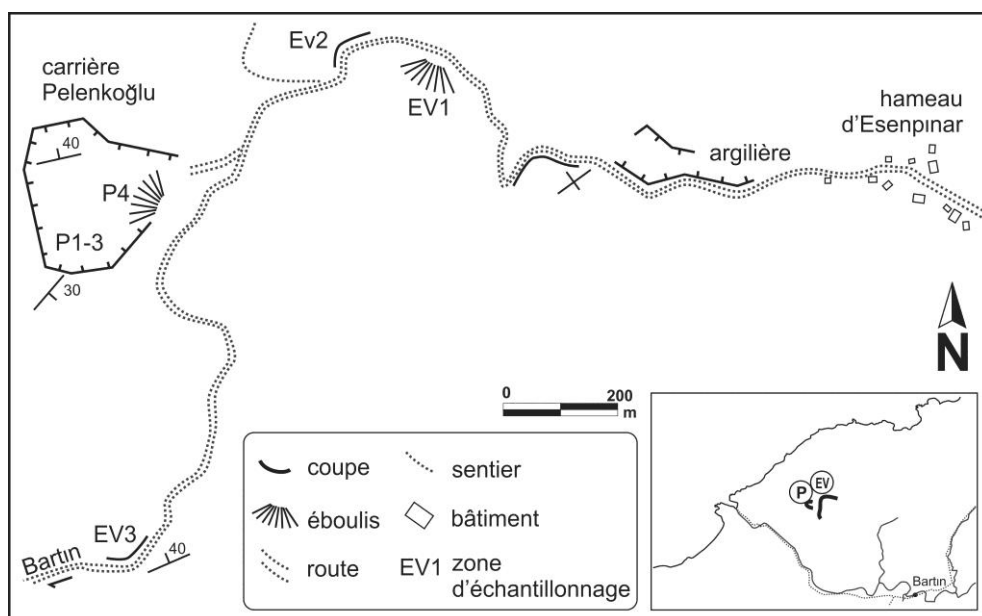 Ev2
carrière
Pelenkoğlu
EV1
hameau
d'Esenpınar
40
argilière
P4
P1-3
30
N
0 200
m
coupe
sentier
éboulis
bâtiment
route
EV1 zone
d'échantillonnage
EV3
40
Bartın
P
EV
Bartın